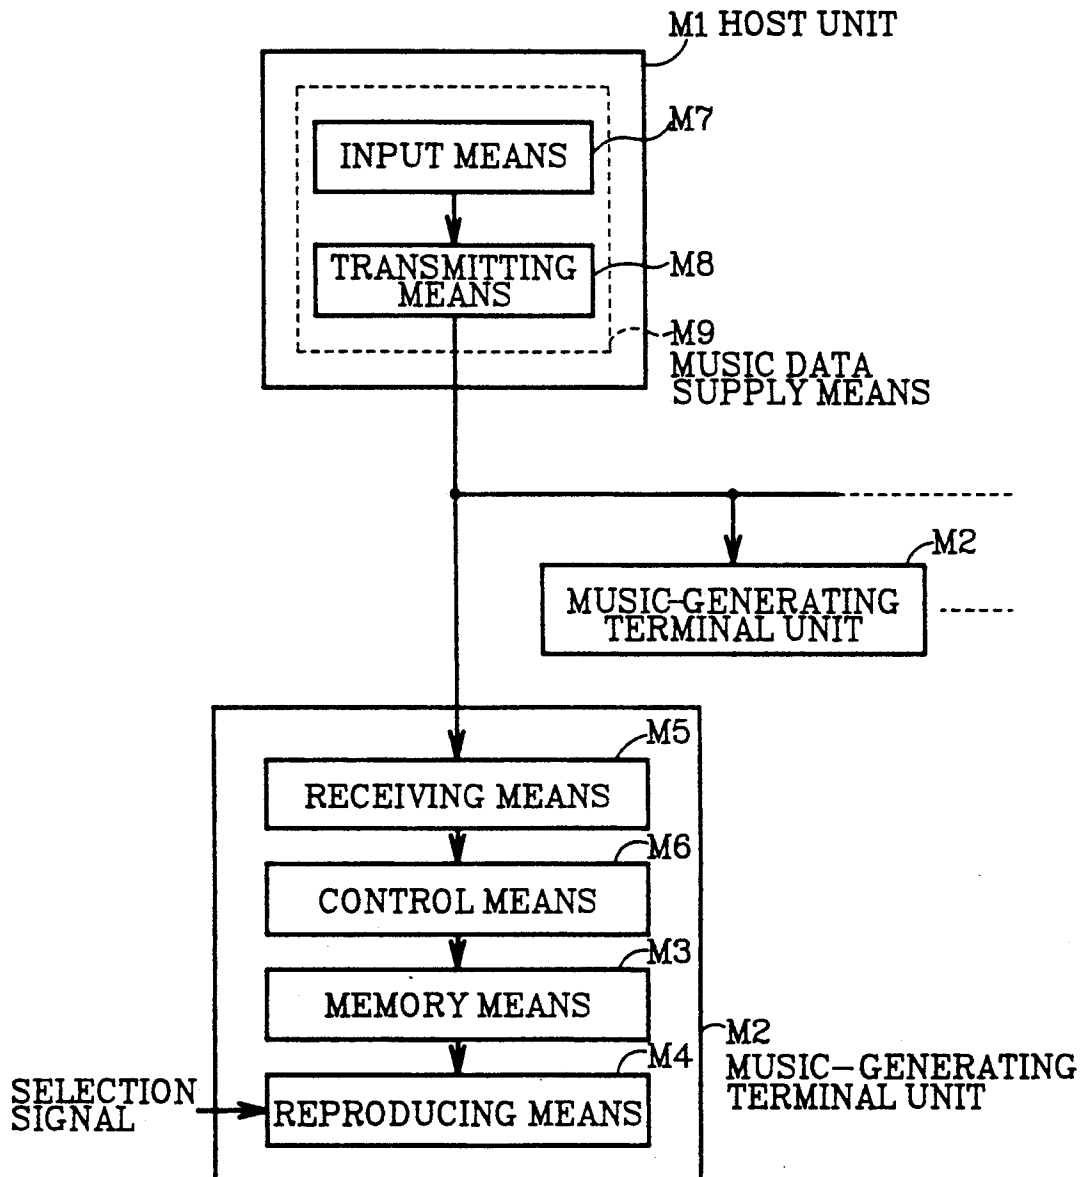 M1 HOST UNIT
M7
INPUT MEANS
M8
TRANSMITTING
MEANS
M9
MUSIC DATA
SUPPLY MEANS
M2
MUSIC-GENERATING
TERMINAL UNIT
M5
RECEIVING MEANS
M6
CONTROL MEANS
M3
MEMORY MEANS
M2
MUSIC-GENERATING
TERMINAL UNIT
M4
SELECTION
SIGNAL
REPRODUCING MEANS